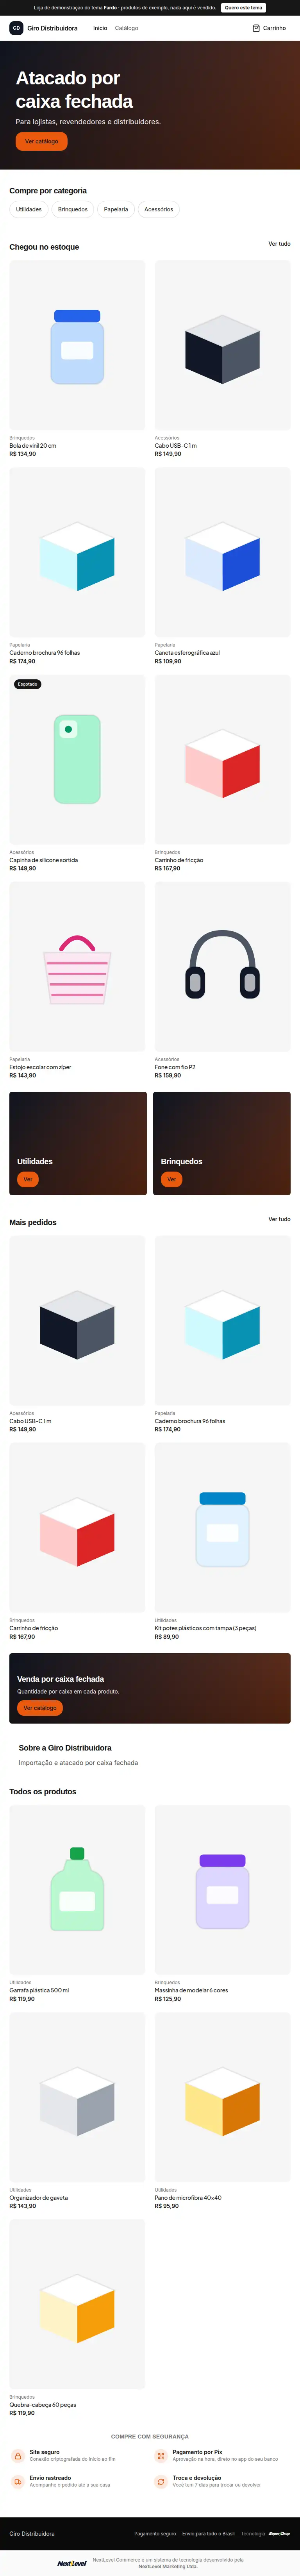 Loja de demonstração do tema Fardo · produtos de exemplo, nada aqui é vendido. Quero este tema
GD Giro Distribuidora Início Catálogo Carrinho
Atacado por
caixa fechada
Para lojistas, revendedores e distribuidores.
Ver catálogo
Compre por categoria
Utilidades Brinquedos Papelaria Acessórios
Chegou no estoque Ver tudo
Brinquedos
Bola de vinil 20 cm
R$ 134,90
Acessórios
Cabo USB-C 1 m
R$ 149,90
Papelaria
Caderno brochura 96 folhas
R$ 174,90
Papelaria
Caneta esferográfica azul
R$ 109,90
Esgotado
Acessórios
Capinha de silicone sortida
R$ 149,90
Brinquedos
Carrinho de fricção
R$ 167,90
Papelaria
Estojo escolar com zíper
R$ 143,90
Acessórios
Fone com fio P2
R$ 159,90
Utilidades
Ver
Brinquedos
Ver
Mais pedidos Ver tudo
Acessórios
Cabo USB-C 1 m
R$ 149,90
Papelaria
Caderno brochura 96 folhas
R$ 174,90
Brinquedos
Carrinho de fricção
R$ 167,90
Utilidades
Kit potes plásticos com tampa (3 peças)
R$ 89,90
Venda por caixa fechada
Quantidade por caixa em cada produto.
Ver catálogo
Sobre a Giro Distribuidora
Importação e atacado por caixa fechada
Todos os produtos
Utilidades
Garrafa plástica 500 ml
R$ 119,90
Brinquedos
Massinha de modelar 6 cores
R$ 125,90
Utilidades
Organizador de gaveta
R$ 143,90
Utilidades
Pano de microfibra 40x40
R$ 95,90
Brinquedos
Quebra-cabeça 60 peças
R$ 119,90
COMPRE COM SEGURANÇA
Site seguro
Conexão criptografada do início ao fim
Pagamento por Pix
Aprovação na hora, direto no app do seu banco
Envio rastreado
Acompanhe o pedido até a sua casa
Troca e devolução
Você tem 7 dias para trocar ou devolver
Giro Distribuidora Pagamento seguro Envio para todo o Brasil Tecnologia Super Drop
NextLevel NextLevel Commerce é um sistema de tecnologia desenvolvido pela
NextLevel Marketing Ltda.